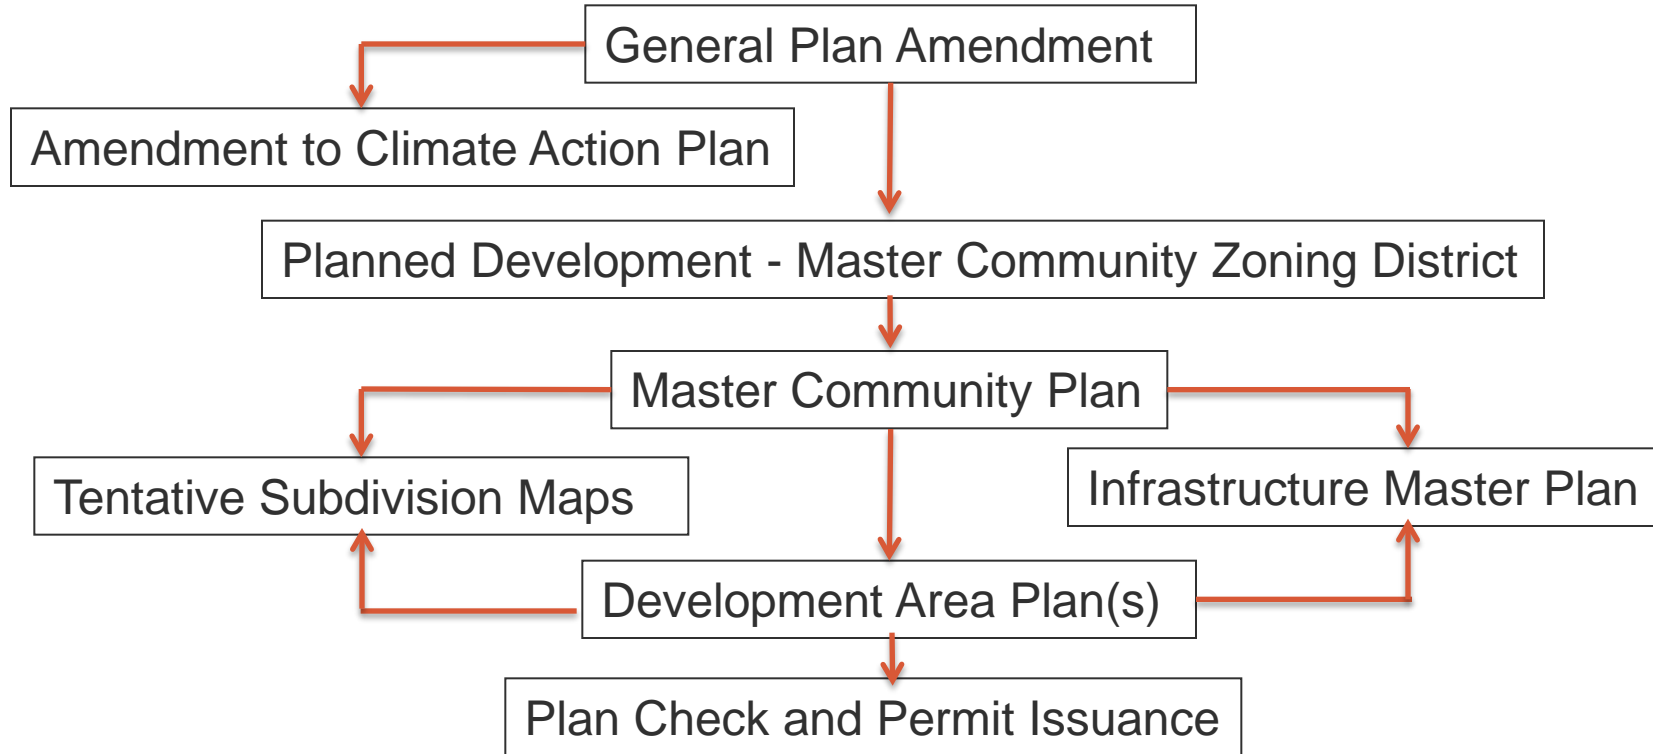 General Plan Amendment
Amendment to Climate Action Plan
Planned Development - Master Community Zoning District
Master Community Plan
Tentative Subdivision Maps
Infrastructure Master Plan
Development Area Plan(s)
Plan Check and Permit Issuance